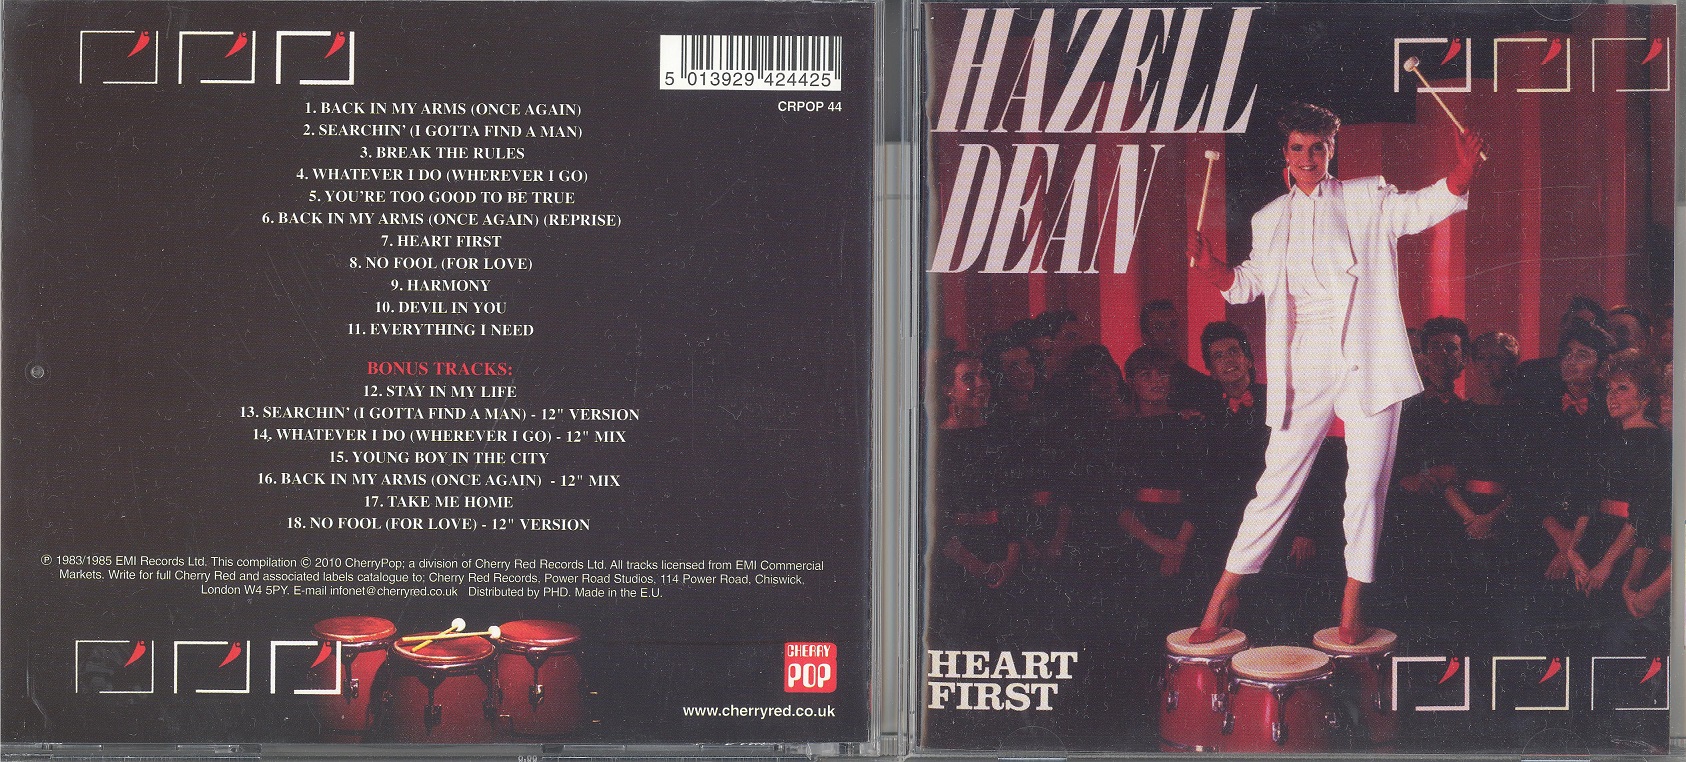 5 013929 424425
CRPOP 44
1. BACK IN MY ARMS (ONCE AGAIN)
2. SEARCHIN' (I GOTTA FIND A MAN)
3. BREAK THE RULES
4. WHATEVER I DO (WHEREVER I GO)
5. YOU'RE TOO GOOD TO BE TRUE
6. BACK IN MY ARMS (ONCE AGAIN) (REPRISE)
7. HEART FIRST
8. NO FOOL (FOR LOVE)
9. HARMONY
10. DEVIL IN YOU
11. EVERYTHING I NEED
BONUS TRACKS:
12. STAY IN MY LIFE
13. SEARCHIN' (I GOTTA FIND A MAN) - 12" VERSION
14. WHATEVER I DO (WHEREVER I GO) - 12" MIX
15. YOUNG BOY IN THE CITY
16. BACK IN MY ARMS (ONCE AGAIN) - 12" MIX
17. TAKE ME HOME
18. NO FOOL (FOR LOVE) - 12" VERSION
℗ 1983/1985 EMI Records Ltd. This compilation © 2010 CherryPop; a division of Cherry Red Records Ltd. All tracks licensed from EMI Commercial
Markets. Write for full Cherry Red and associated labels catalogue to; Cherry Red Records, Power Road Studios, 114 Power Road, Chiswick,
London W4 5PY. E-mail infonet@cherryred.co.uk Distributed by PHD. Made in the E.U.
CHERRY
POP
www.cherryred.co.uk
HAZELL
DEAN
HEART
FIRST